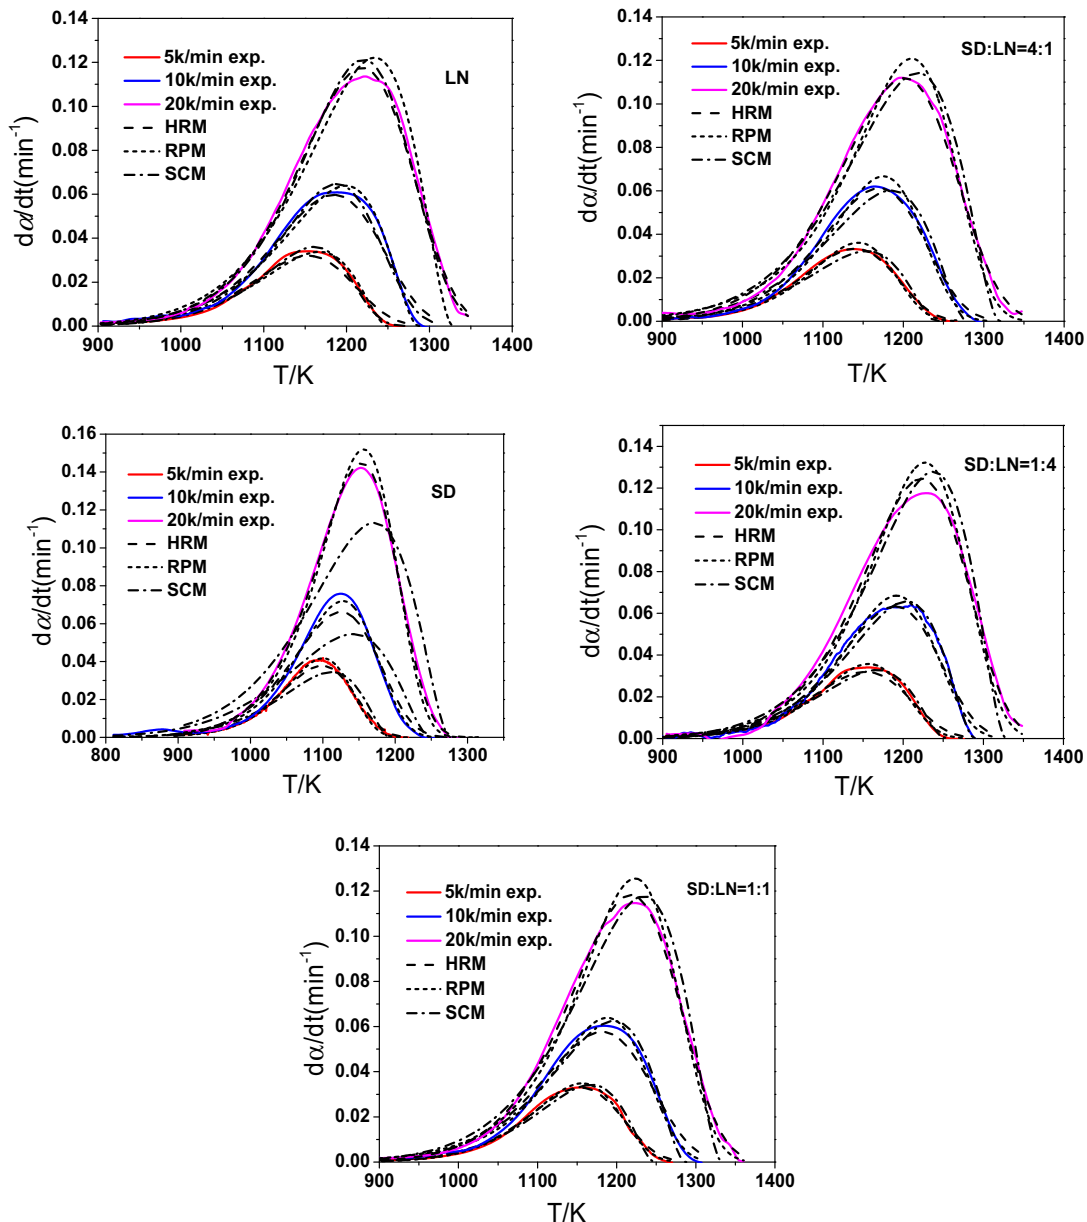 0.14
0.12
0.10
0.08
0.06
0.04
0.02
0.00
dα/dt(min⁻¹)
5k/min exp.
10k/min exp.
20k/min exp.
HRM
RPM
SCM
LN
900 1000 1100 1200 1300 1400
T/K
0.14
0.12
0.10
0.08
0.06
0.04
0.02
0.00
dα/dt(min⁻¹)
5k/min exp.
10k/min exp.
20k/min exp.
HRM
RPM
SCM
SD:LN=4:1
900 1000 1100 1200 1300 1400
T/K
0.16
0.14
0.12
0.10
0.08
0.06
0.04
0.02
0.00
dα/dt(min⁻¹)
5k/min exp.
10k/min exp.
20k/min exp.
HRM
RPM
SCM
SD
800 900 1000 1100 1200 1300
T/K
0.14
0.12
0.10
0.08
0.06
0.04
0.02
0.00
dα/dt(min⁻¹)
5k/min exp.
10k/min exp.
20k/min exp.
HRM
RPM
SCM
SD:LN=1:4
900 1000 1100 1200 1300 1400
T/K
0.14
0.12
0.10
0.08
0.06
0.04
0.02
0.00
dα/dt(min⁻¹)
5k/min exp.
10k/min exp.
20k/min exp.
HRM
RPM
SCM
SD:LN=1:1
900 1000 1100 1200 1300 1400
T/K